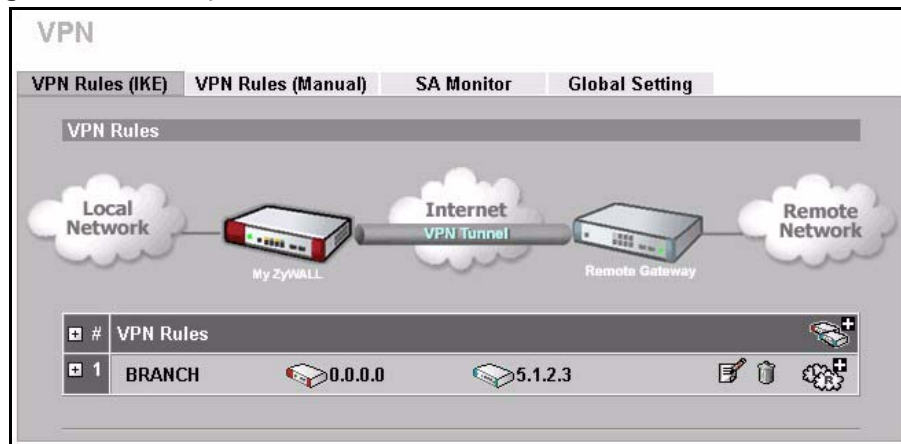 VPN
VPN Rules (IKE) VPN Rules (Manual) SA Monitor Global Setting
VPN Rules
Local Network
Internet
VPN Tunnel
Remote Network
My ZyWALL
Remote Gateway
# VPN Rules
1 BRANCH 0.0.0.0 5.1.2.3
R